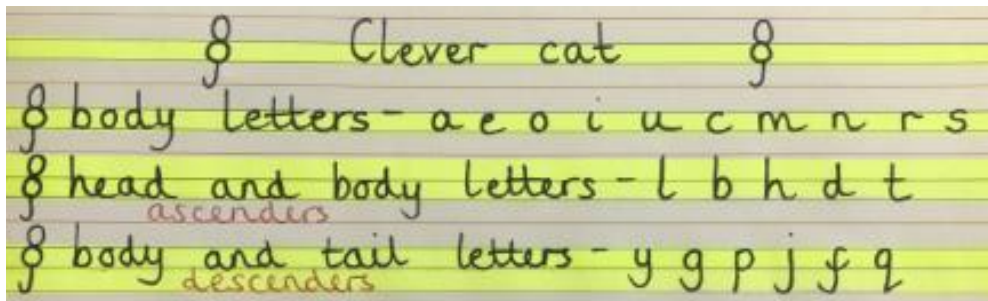 Clever cat
body letters - a e o i u c m n r s
head and body letters - l b h d t
ascenders
body and tail letters - y g p j f q
descenders